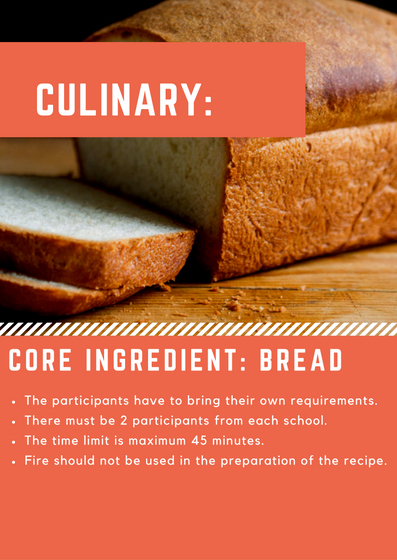 CULINARY:
CORE INGREDIENT: BREAD
• The participants have to bring their own requirements.
• There must be 2 participants from each school.
• The time limit is maximum 45 minutes.
• Fire should not be used in the preparation of the recipe.